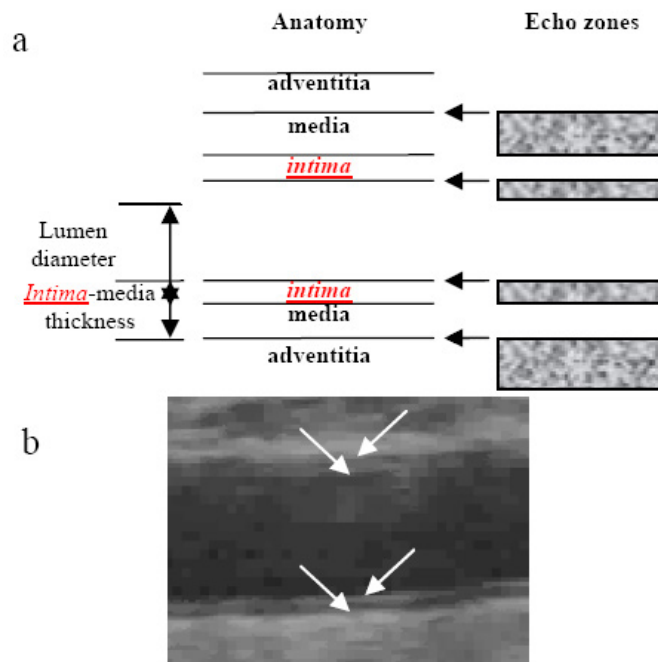 Anatomy
Echo zones
a
adventitia
media
intima
Lumen
diameter
Intima-media
thickness
intima
media
adventitia
b